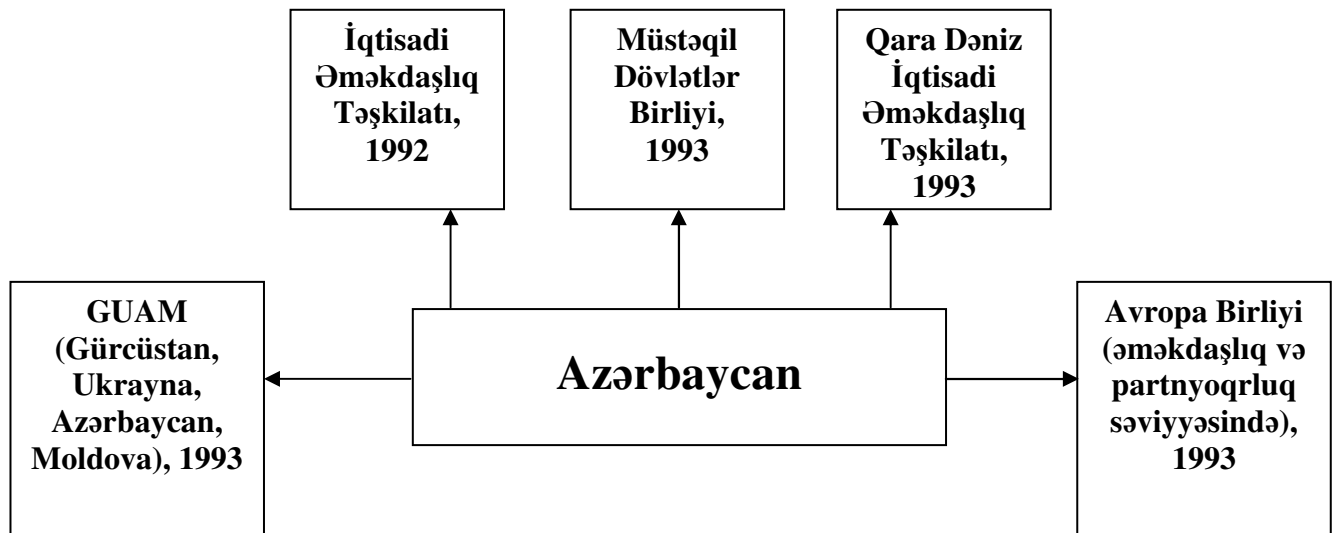 İqtisadi
Əməkdaşlıq
Təşkilatı,
1992
Müstəqil
Dövlətlər
Birliyi,
1993
Qara Dəniz
İqtisadi
Əməkdaşlıq
Təşkilatı,
1993
GUAM
(Gürcüstan,
Ukrayna,
Azərbaycan,
Moldova), 1993
Azərbaycan
Avropa Birliyi
(əməkdaşlıq və
partnyoqrluq
səviyyəsində),
1993